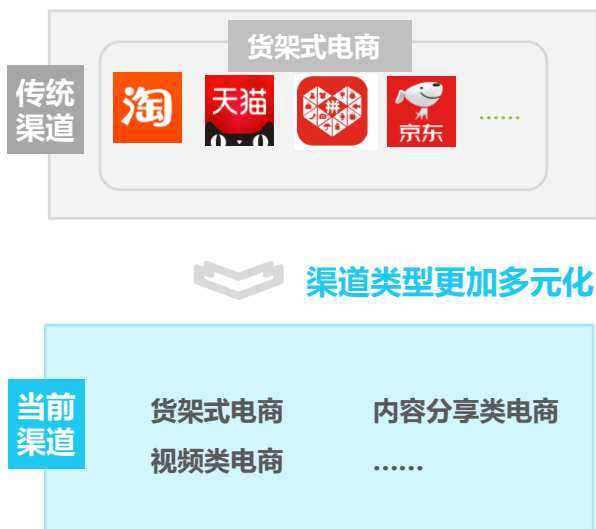 货架式电商
传统
渠道
淘
天猫
拼
京东
......
渠道类型更加多元化
当前
渠道
货架式电商
内容分享类电商
视频类电商
......